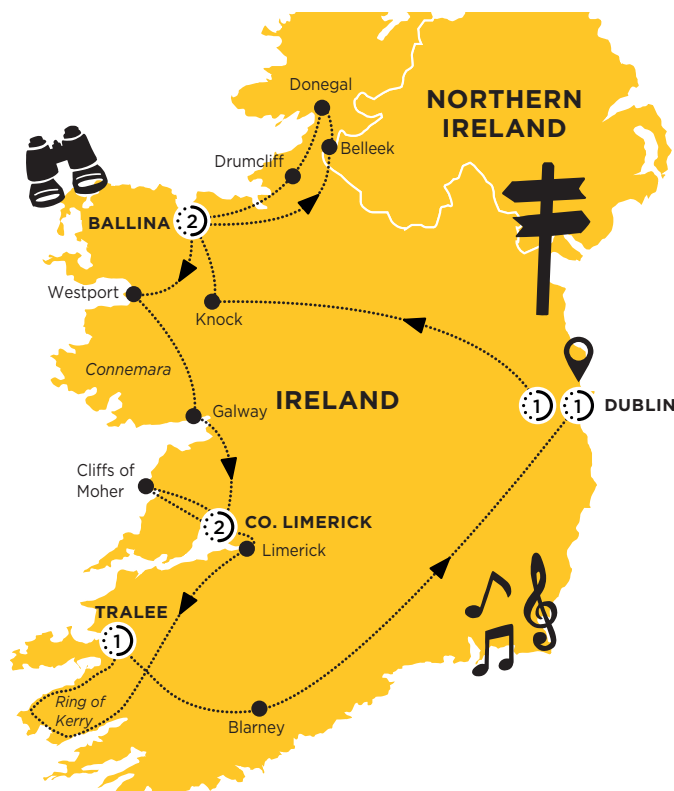 Donegal
NORTHERN
IRELAND
Belleek
Drumcliff
BALLINA
2
Westport
Knock
Connemara
IRELAND
1
1
DUBLIN
Galway
Cliffs of
Moher
2
CO. LIMERICK
Limerick
TRALEE
1
Ring of
Kerry
Blarney